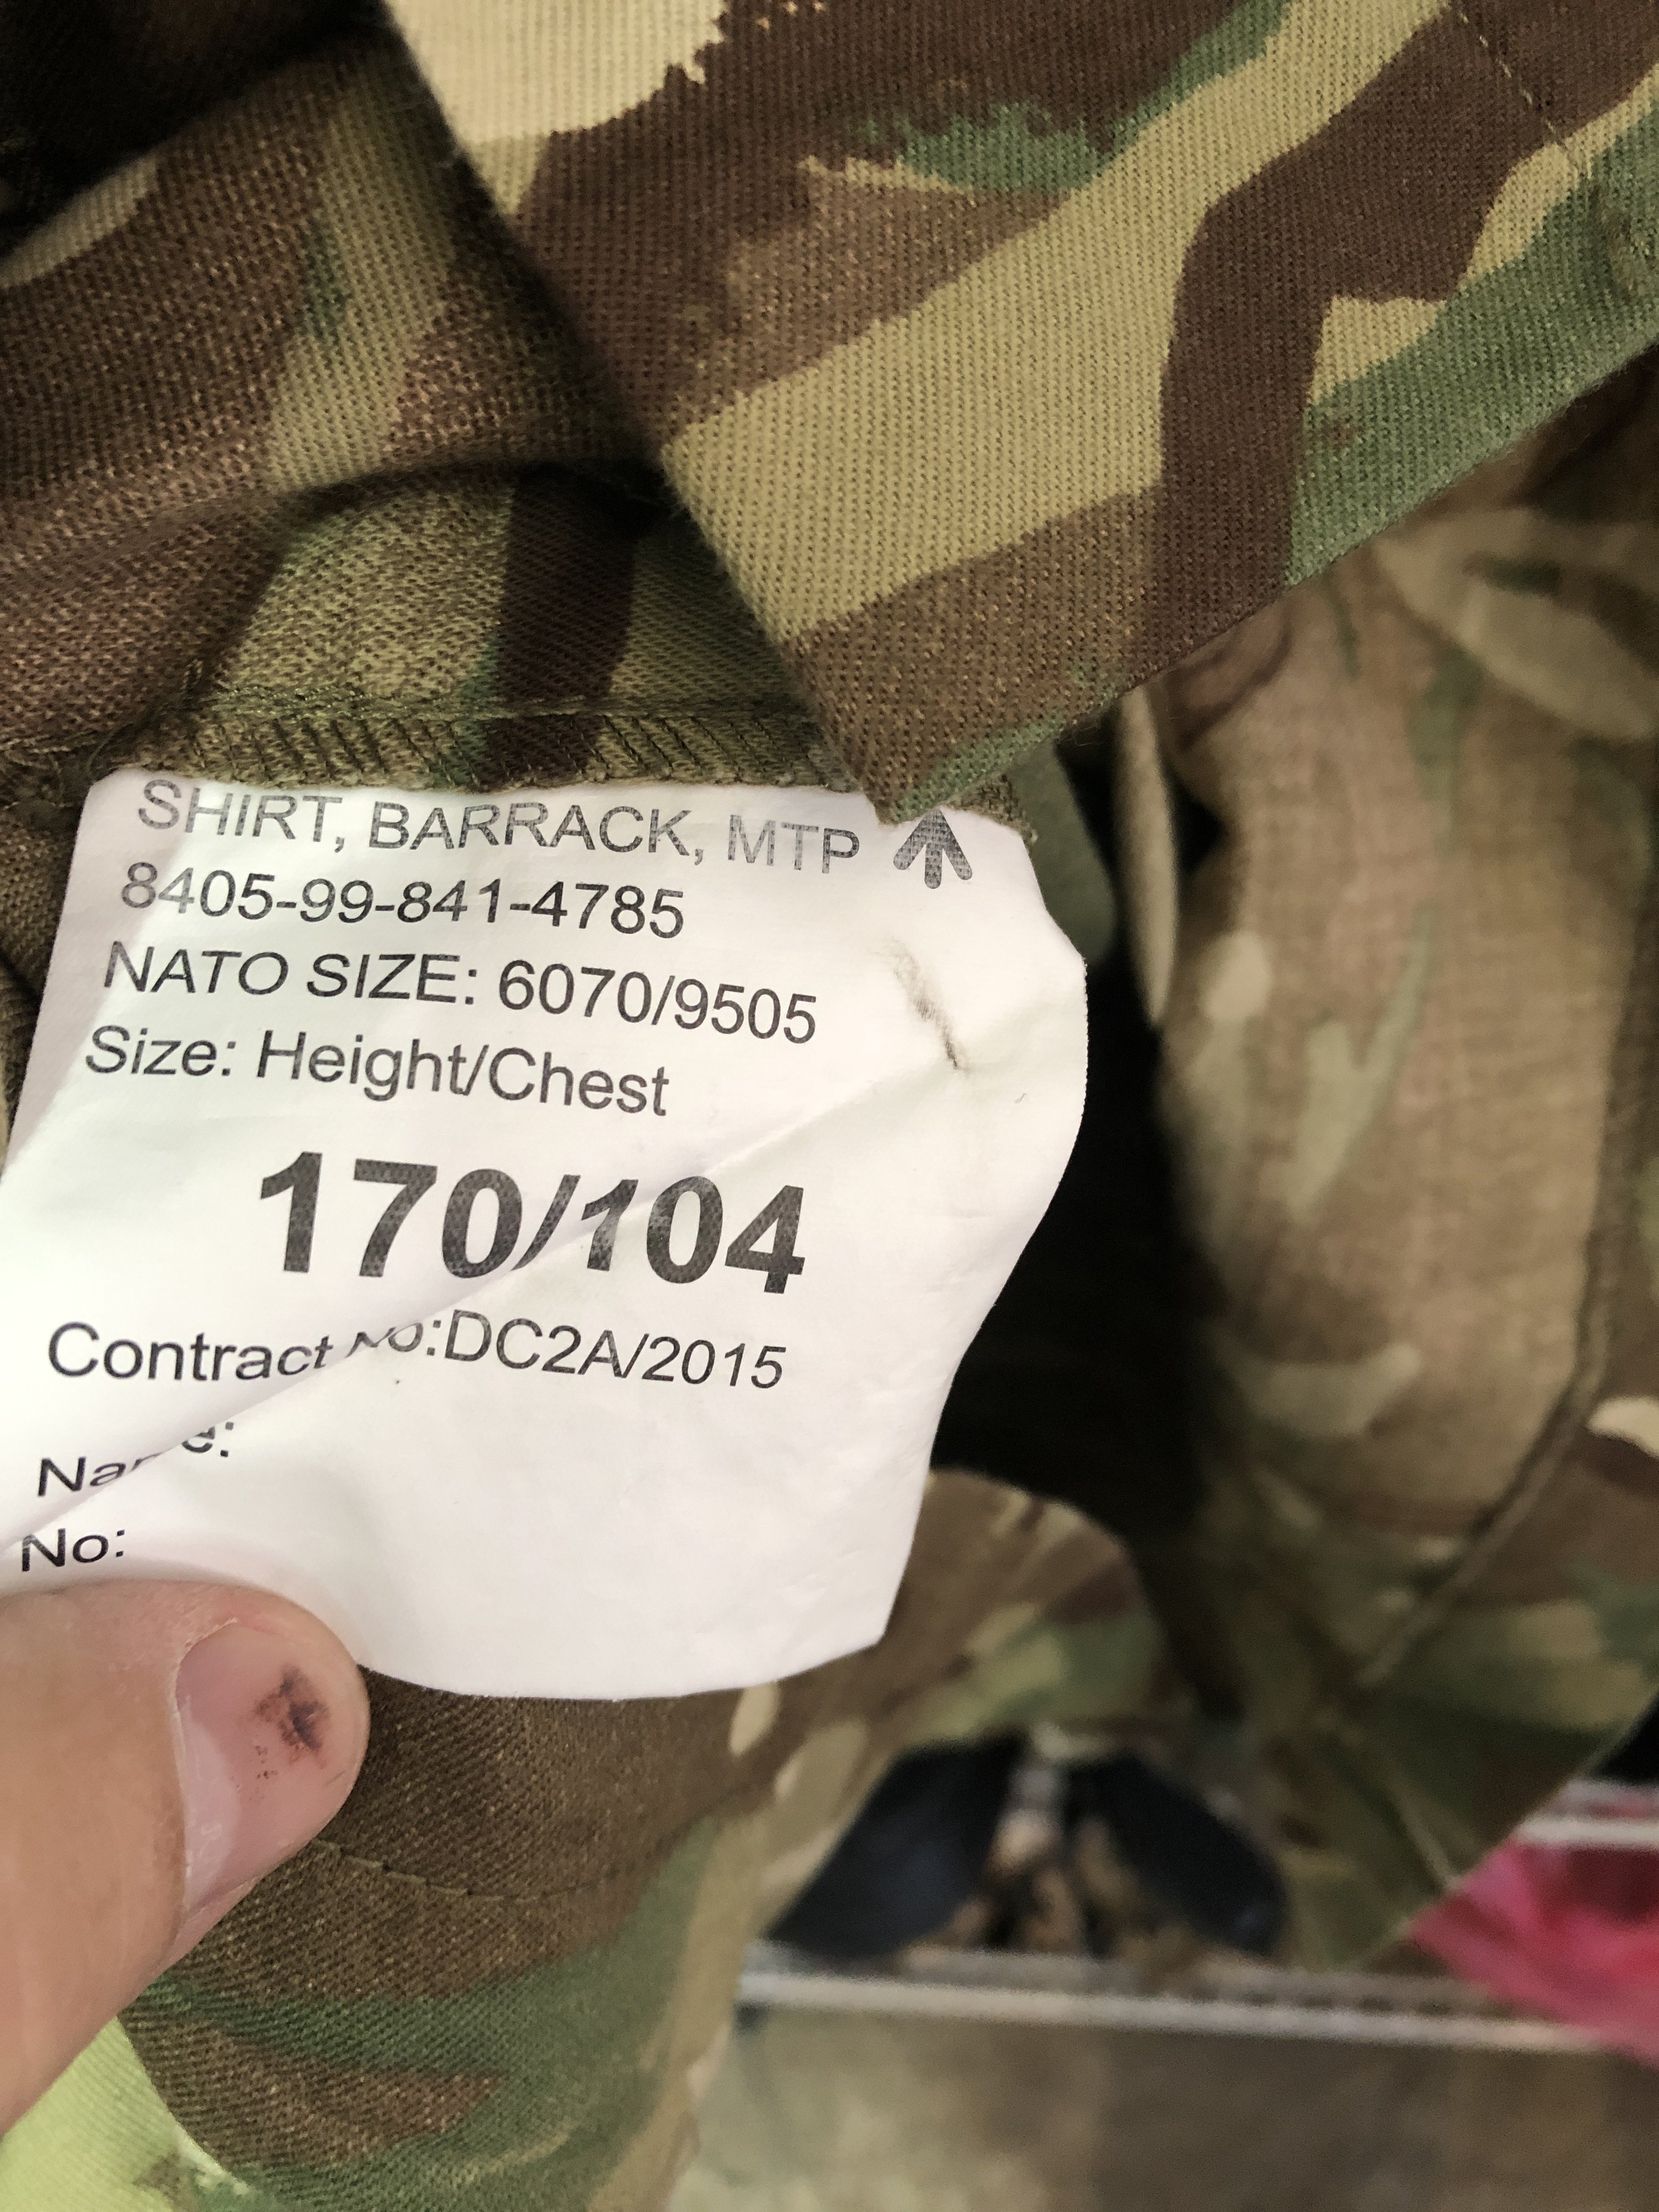 SHIRT, BARRACK, MTP
8405-99-841-4785
NATO SIZE: 6070/9505
Size: Height/Chest
170/104
Contract No:DC2A/2015
Name:
No: